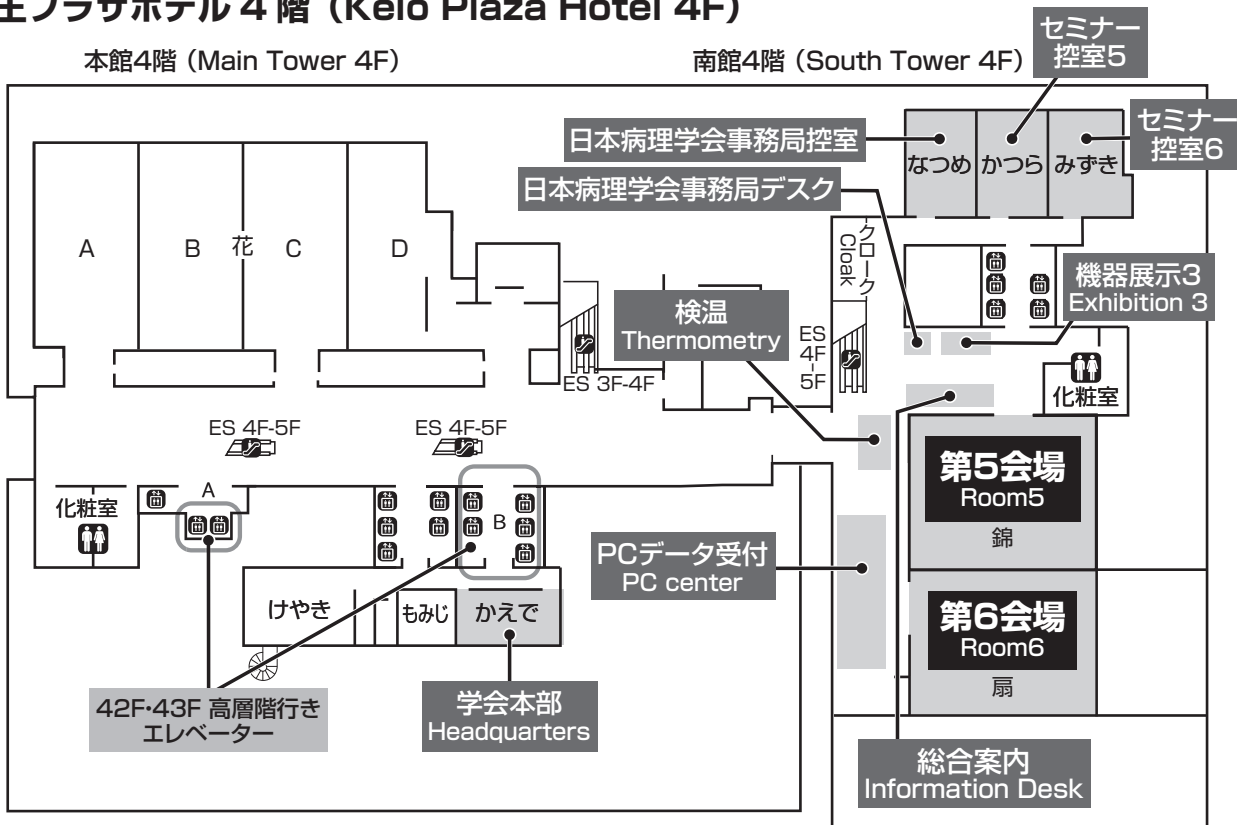 王プラザホテル 4 階（Keio Plaza Hotel 4F）
本館4階（Main Tower 4F）
南館4階（South Tower 4F）
セミナー
控室5
セミナー
控室6
日本病理学会事務局控室
なつめ
かつら
みずき
日本病理学会事務局デスク
クローク
Cloak
A
B
花
C
D
検温
Thermometry
機器展示3
Exhibition 3
ES
4F
-
5F
ES 3F-4F
化粧室
ES 4F-5F
ES 4F-5F
第5会場
Room5
錦
化粧室
A
B
PCデータ受付
PC center
けやき
もみじ
かえで
第6会場
Room6
扇
42F・43F 高層階行き
エレベーター
学会本部
Headquarters
総合案内
Information Desk